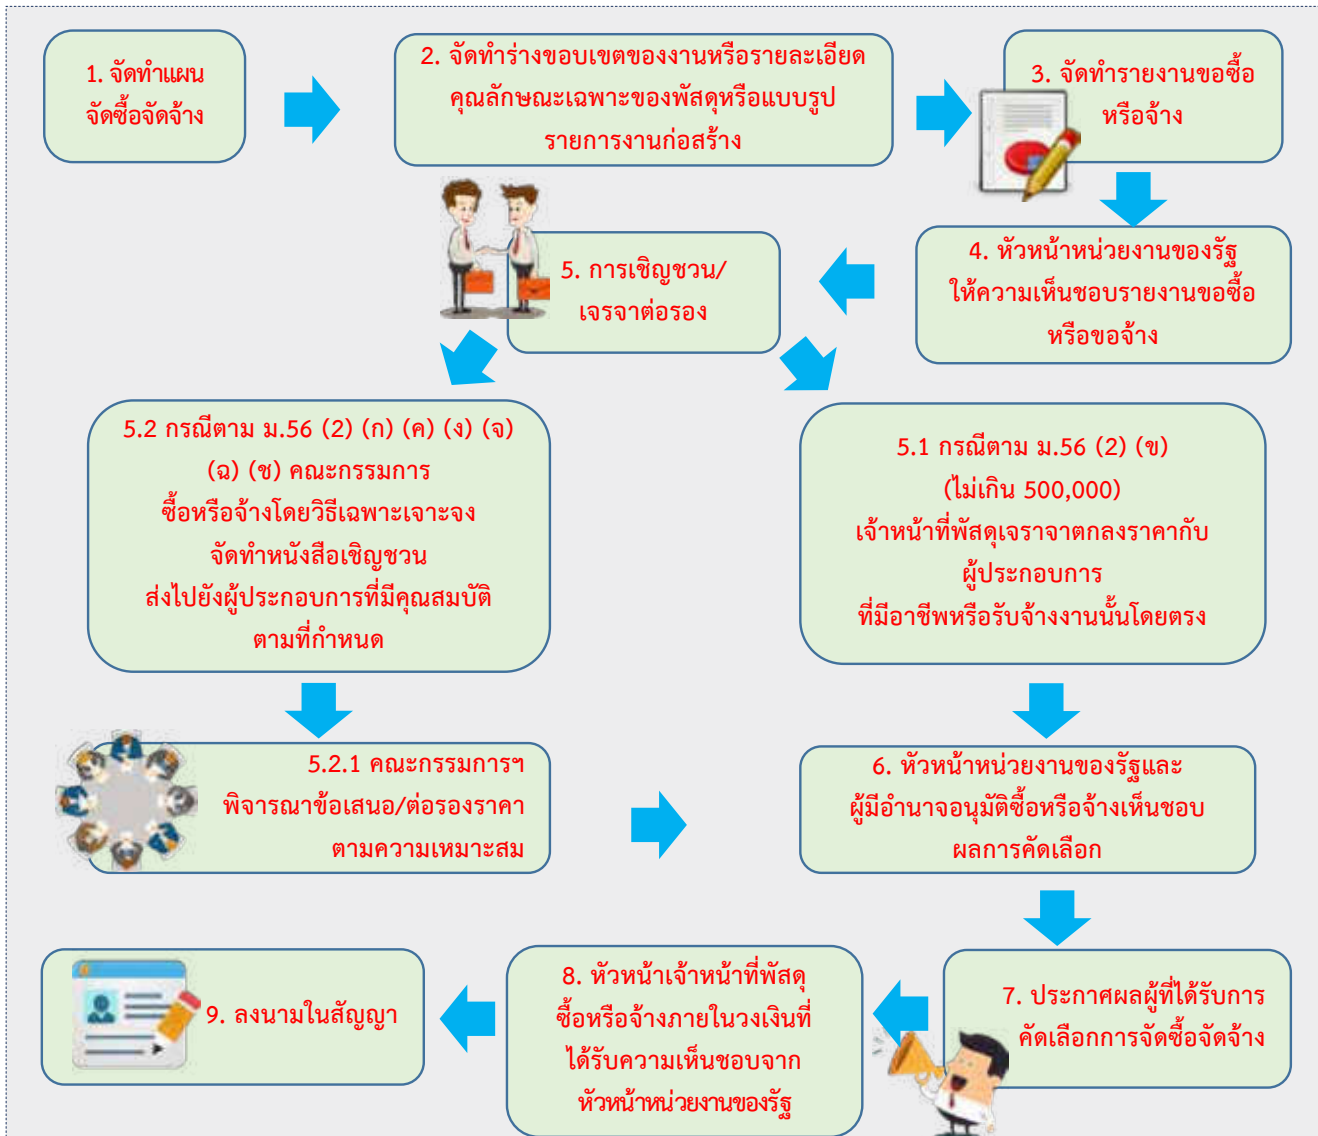 1. จัดทำแผน
จัดซื้อจัดจ้าง
2. จัดทำร่างขอบเขตของงานหรือรายละเอียด
คุณลักษณะเฉพาะของพัสดุหรือแบบรูป
รายการงานก่อสร้าง
3. จัดทำรายงานขอซื้อ
หรือจ้าง
4. หัวหน้าหน่วยงานของรัฐ
ให้ความเห็นชอบรายงานขอซื้อ
หรือขอจ้าง
5. การเชิญชวน/
เจรจาต่อรอง
5.2 กรณีตาม ม.56 (2) (ก) (ค) (ง) (จ)
(ฉ) (ช) คณะกรรมการ
ซื้อหรือจ้างโดยวิธีเฉพาะเจาะจง
จัดทำหนังสือเชิญชวน
ส่งไปยังผู้ประกอบการที่มีคุณสมบัติ
ตามที่กำหนด
5.1 กรณีตาม ม.56 (2) (ข)
(ไม่เกิน 500,000)
เจ้าหน้าที่พัสดุเจราจาตกลงราคากับ
ผู้ประกอบการ
ที่มีอาชีพหรือรับจ้างงานนั้นโดยตรง
5.2.1 คณะกรรมการฯ
พิจารณาข้อเสนอ/ต่อรองราคา
ตามความเหมาะสม
6. หัวหน้าหน่วยงานของรัฐและ
ผู้มีอำนาจอนุมัติซื้อหรือจ้างเห็นชอบ
ผลการคัดเลือก
7. ประกาศผลผู้ที่ได้รับการ
คัดเลือกการจัดซื้อจัดจ้าง
8. หัวหน้าเจ้าหน้าที่พัสดุ
ซื้อหรือจ้างภายในวงเงินที่
ได้รับความเห็นชอบจาก
หัวหน้าหน่วยงานของรัฐ
9. ลงนามในสัญญา